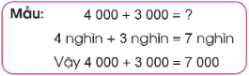 Mẫu: 4 000 + 3 000 = ?
4 nghìn + 3 nghìn = 7 nghìn
Vậy 4 000 + 3 000 = 7 000